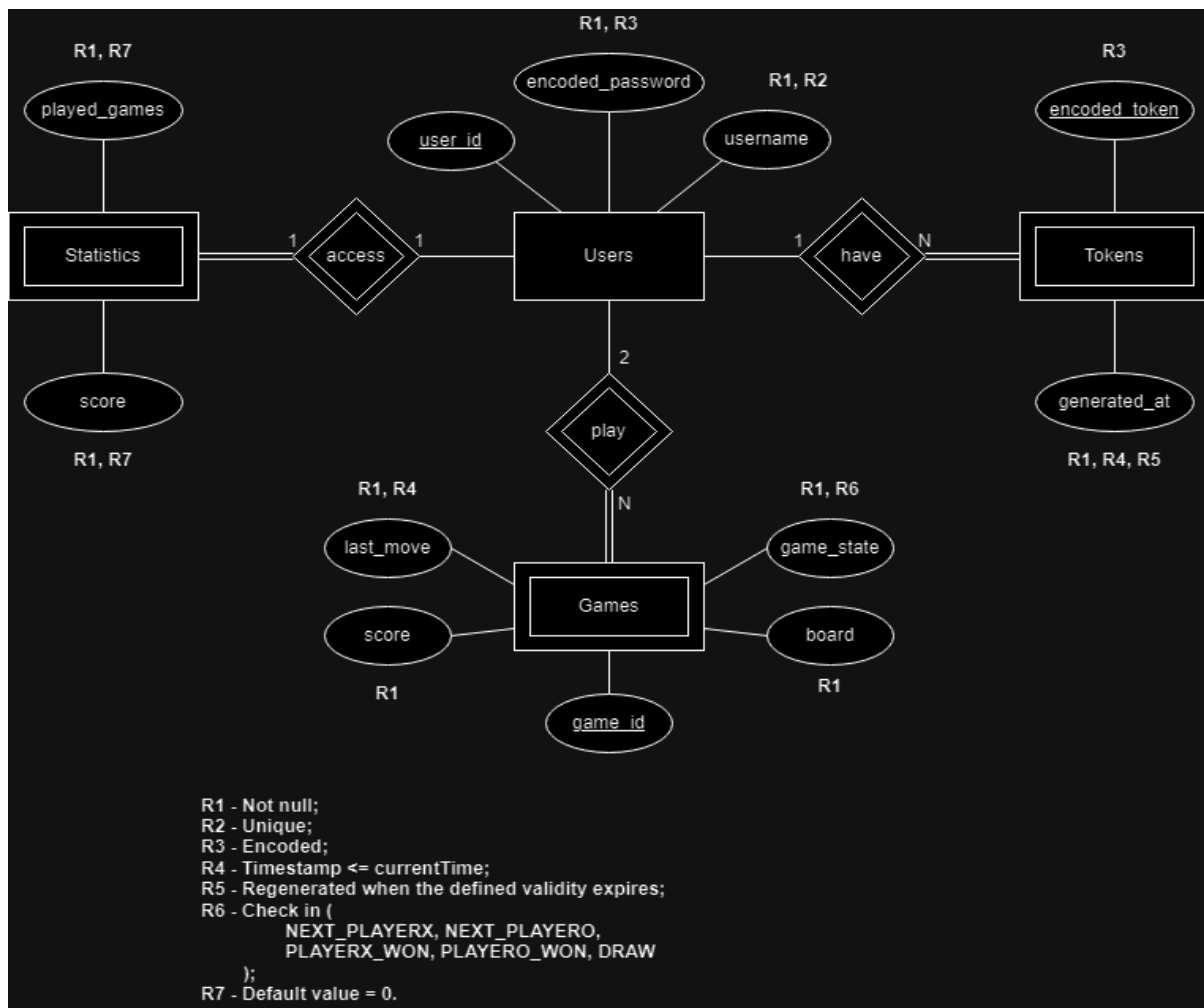 R1, R3
R1, R7
R3
encoded_password
R1, R2
played_games
encoded_token
user_id
username
1
1
1
N
Statistics
access
Users
have
Tokens
2
score
play
generated_at
R1, R7
R1, R4, R5
R1, R4
R1, R6
N
last_move
game_state
Games
score
board
R1
R1
game_id
R1 - Not null;
R2 - Unique;
R3 - Encoded;
R4 - Timestamp <= currentTime;
R5 - Regenerated when the defined validity expires;
R6 - Check in (
NEXT_PLAYERX, NEXT_PLAYERO,
PLAYERX_WON, PLAYERO_WON, DRAW
);
R7 - Default value = 0.